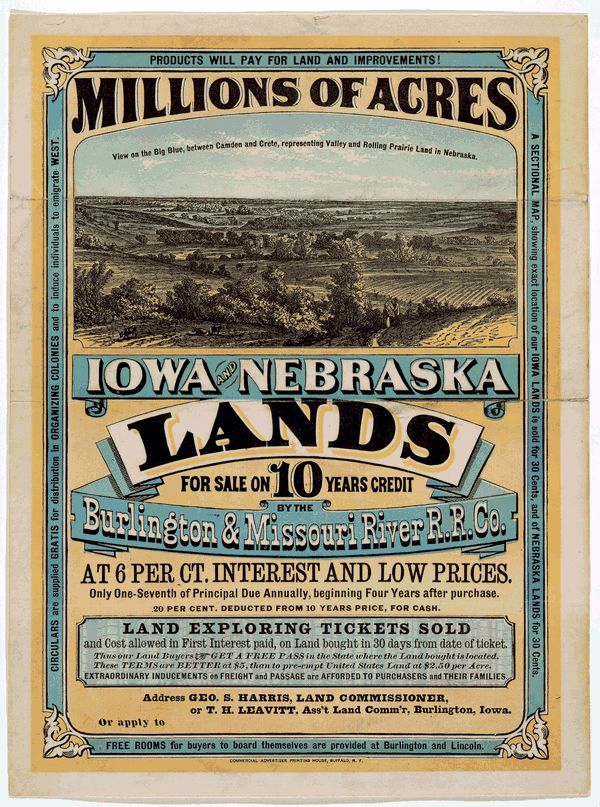 PRODUCTS WILL PAY FOR LAND AND IMPROVEMENTS!
MILLIONS OF ACRES
View on the Big Blue, between Camden and Crete, representing Valley and Rolling Prairie Land in Nebraska.
CIRCULARS are supplied GRATIS for distribution in ORGANIZING COLONIES and to induce individuals to emigrate WEST.
A SECTIONAL MAP, showing exact location of our IOWA LANDS is sold for 30 Cents, and of NEBRASKA LANDS for 30 Cents.
IOWA AND NEBRASKA
LANDS
FOR SALE ON 10 YEARS CREDIT
BY THE
Burlington & Missouri River R.R.Co.
AT 6 PER CT. INTEREST AND LOW PRICES.
Only One-Seventh of Principal Due Annually, beginning Four Years after purchase.
20 PER CENT. DEDUCTED FROM 10 YEARS PRICE, FOR CASH.
LAND EXPLORING TICKETS SOLD
and Cost allowed in First Interest paid, on Land bought in 30 days from date of ticket.
Thus our Land Buyers GET A FREE PASS in the State where the Land bought is located.
These TERMS are BETTER at $5, than to pre-empt United States Land at $2.50 per Acre.
EXTRAORDINARY INDUCEMENTS on FREIGHT and PASSAGE are AFFORDED TO PURCHASERS and THEIR FAMILIES.
Address GEO. S. HARRIS, LAND COMMISSIONER,
or T. H. LEAVITT, Ass't Land Comm'r, Burlington, Iowa.
Or apply to
FREE ROOMS for buyers to board themselves are provided at Burlington and Lincoln.
COMMERCIAL ADVERTISER PRINTING HOUSE, BUFFALO, N. Y.